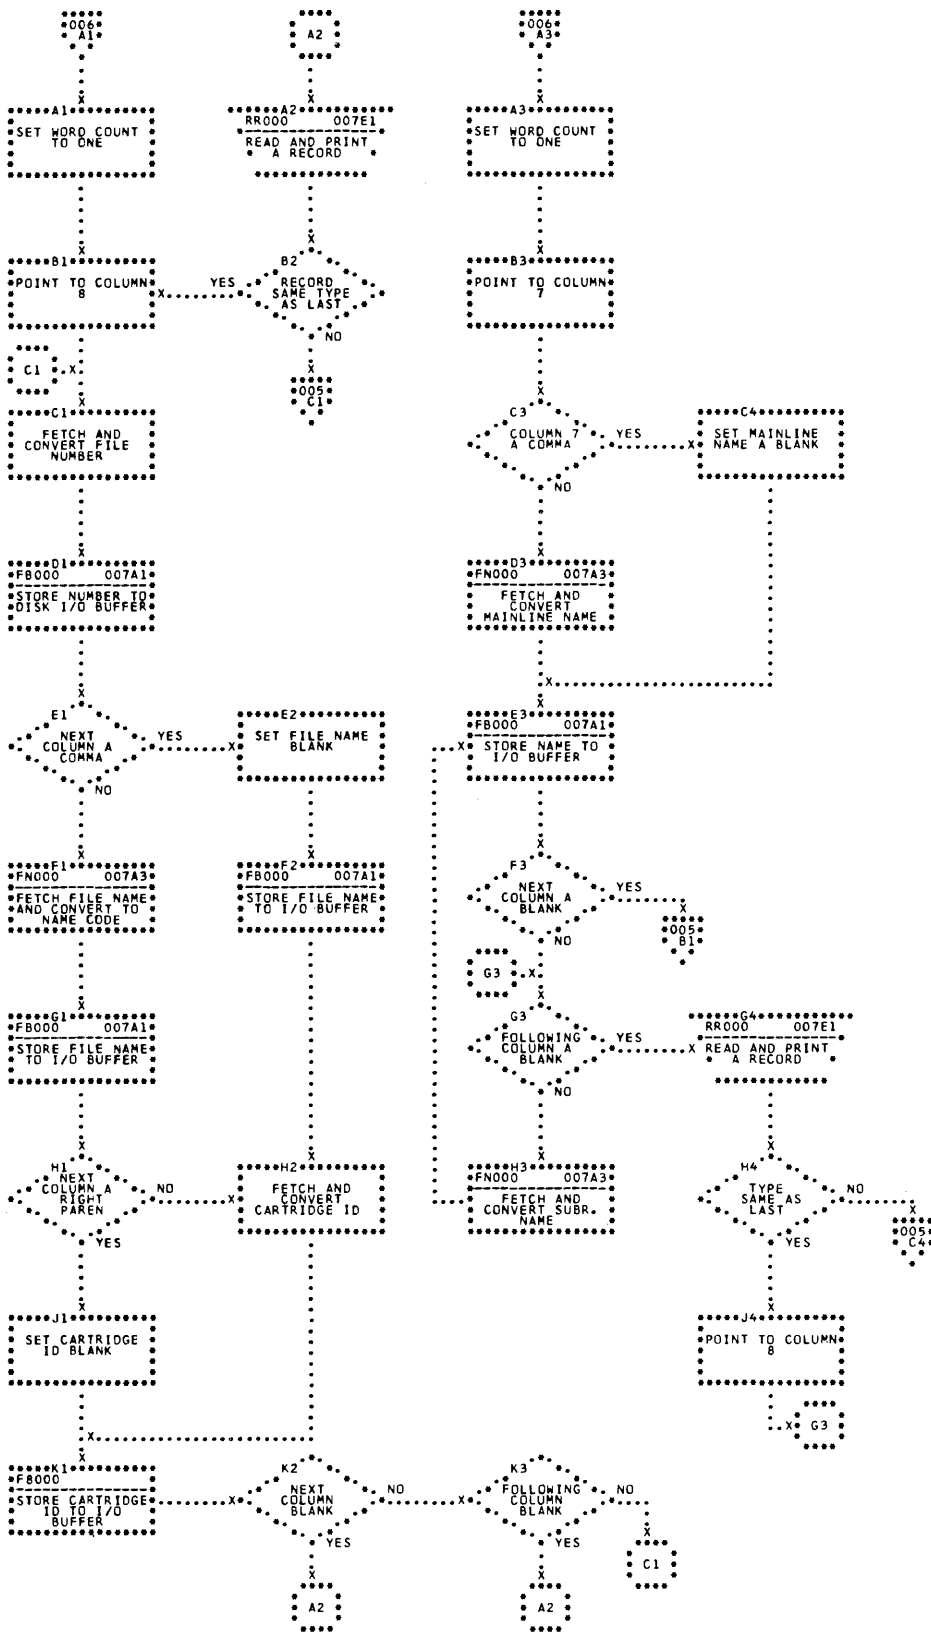 006
A1
A2
006
A3
A1
SET WORD COUNT
TO ONE
A2
RR000 007E1
READ AND PRINT
A RECORD
A3
SET WORD COUNT
TO ONE
B1
POINT TO COLUMN
8
YES
B2
RECORD
SAME TYPE
AS LAST
NO
B3
POINT TO COLUMN
7
C1
005
C1
C1
FETCH AND
CONVERT FILE
NUMBER
C3
COLUMN 7
A COMMA
YES
NO
C4
SET MAINLINE
NAME A BLANK
D1
FB000 007A1
STORE NUMBER TO
DISK I/O BUFFER
D3
FN000 007A3
FETCH AND
CONVERT
MAINLINE NAME
E1
NEXT
COLUMN A
COMMA
YES
NO
E2
SET FILE NAME
BLANK
E3
FB000 007A1
STORE NAME TO
I/O BUFFER
F1
FN000 007A3
FETCH FILE NAME
AND CONVERT TO
NAME CODE
F2
FB000 007A1
STORE FILE NAME
TO I/O BUFFER
F3
NEXT
COLUMN A
BLANK
YES
NO
005
B1
G3
G1
FB000 007A1
STORE FILE NAME
TO I/O BUFFER
G3
FOLLOWING
COLUMN A
BLANK
YES
NO
G4
RR000 007E1
READ AND PRINT
A RECORD
H1
NEXT
COLUMN A
RIGHT
PAREN
NO
YES
H2
FETCH AND
CONVERT
CARTRIDGE ID
H3
FN000 007A3
FETCH AND
CONVERT SUBR.
NAME
H4
TYPE
SAME AS
LAST
NO
YES
005
C4
J1
SET CARTRIDGE
ID BLANK
J4
POINT TO COLUMN
8
G3
K1
FB000
STORE CARTRIDGE
ID TO I/O
BUFFER
K2
NEXT
COLUMN
BLANK
NO
YES
K3
FOLLOWING
COLUMN
BLANK
NO
YES
C1
A2
A2